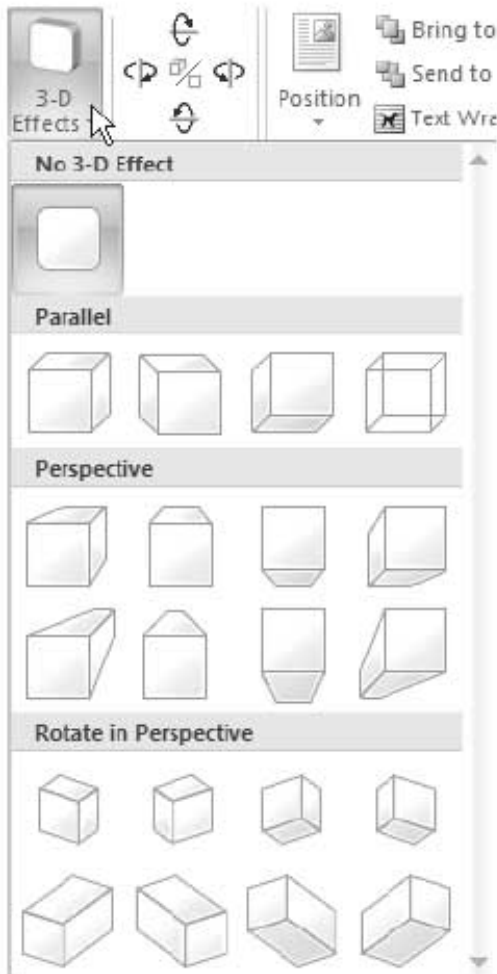 Bring to
Send to
3-D
Effects
Position
Text Wra
No 3-D Effect
Parallel
Perspective
Rotate in Perspective